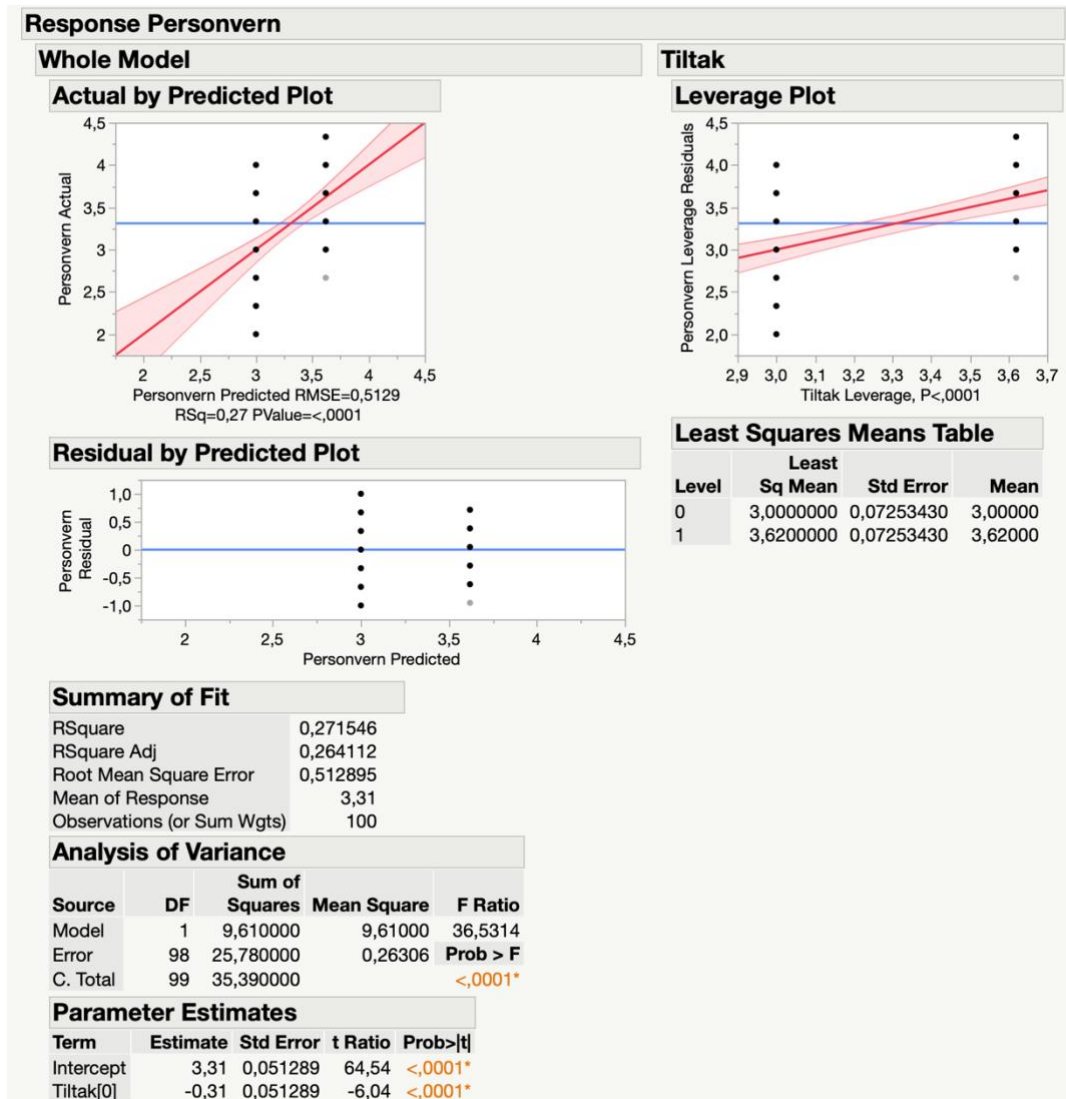 Response Personvern
Whole Model
Actual by Predicted Plot
4,5
4
3,5
3
2,5
2
Personvern Actual
2 2,5 3 3,5 4 4,5
Personvern Predicted RMSE=0,5129
RSq=0,27 PValue=<,0001
Residual by Predicted Plot
1,0
0,5
0
-0,5
-1,0
Personvern
Residual
2 2,5 3 3,5 4 4,5
Personvern Predicted
Summary of Fit
RSquare 0,271546
RSquare Adj 0,264112
Root Mean Square Error 0,512895
Mean of Response 3,31
Observations (or Sum Wgts) 100
Analysis of Variance
Sum of
Source DF Squares Mean Square F Ratio
Model 1 9,610000 9,61000 36,5314
Error 98 25,780000 0,26306 Prob > F
C. Total 99 35,390000 <,0001*
Parameter Estimates
Term Estimate Std Error t Ratio Prob>|t|
Intercept 3,31 0,051289 64,54 <,0001*
Tiltak[0] -0,31 0,051289 -6,04 <,0001*
Tiltak
Leverage Plot
4,5
4,0
3,5
3,0
2,5
2,0
Personvern Leverage Residuals
2,9 3,0 3,1 3,2 3,3 3,4 3,5 3,6 3,7
Tiltak Leverage, P<,0001
Least Squares Means Table
Least
Level Sq Mean Std Error Mean
0 3,0000000 0,07253430 3,00000
1 3,6200000 0,07253430 3,62000